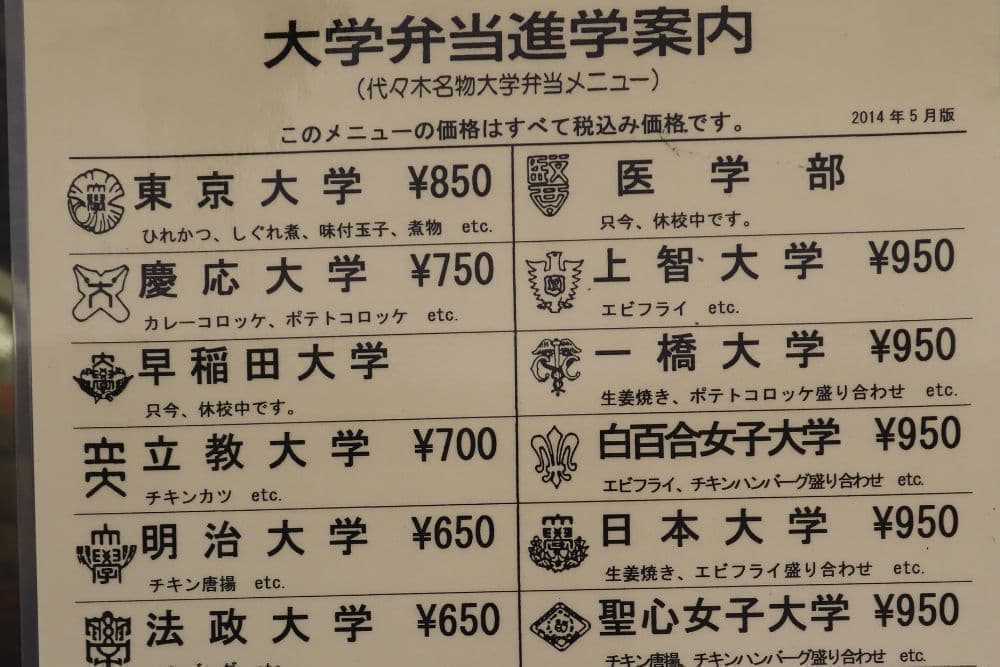 大学弁当進学案内
（代々木名物大学弁当メニュー）
このメニューの価格はすべて税込み価格です。
2014年5月版
東京大学 ¥850
ひれかつ、しぐれ煮、味付玉子、煮物 etc.
慶応大学 ¥750
カレーコロッケ、ポテトコロッケ etc.
早稲田大学
只今、休校中です。
立教大学 ¥700
チキンカツ etc.
明治大学 ¥650
チキン唐揚 etc.
法政大学 ¥650
医学部
只今、休校中です。
上智大学 ¥950
エビフライ etc.
一橋大学 ¥950
生姜焼き、ポテトコロッケ盛り合わせ etc.
白百合女子大学 ¥950
エビフライ、チキンハンバーグ盛り合わせ etc.
日本大学 ¥950
生姜焼き、エビフライ盛り合わせ etc.
聖心女子大学 ¥950
チキン唐揚、チキンハンバーグ盛り合わせ etc.